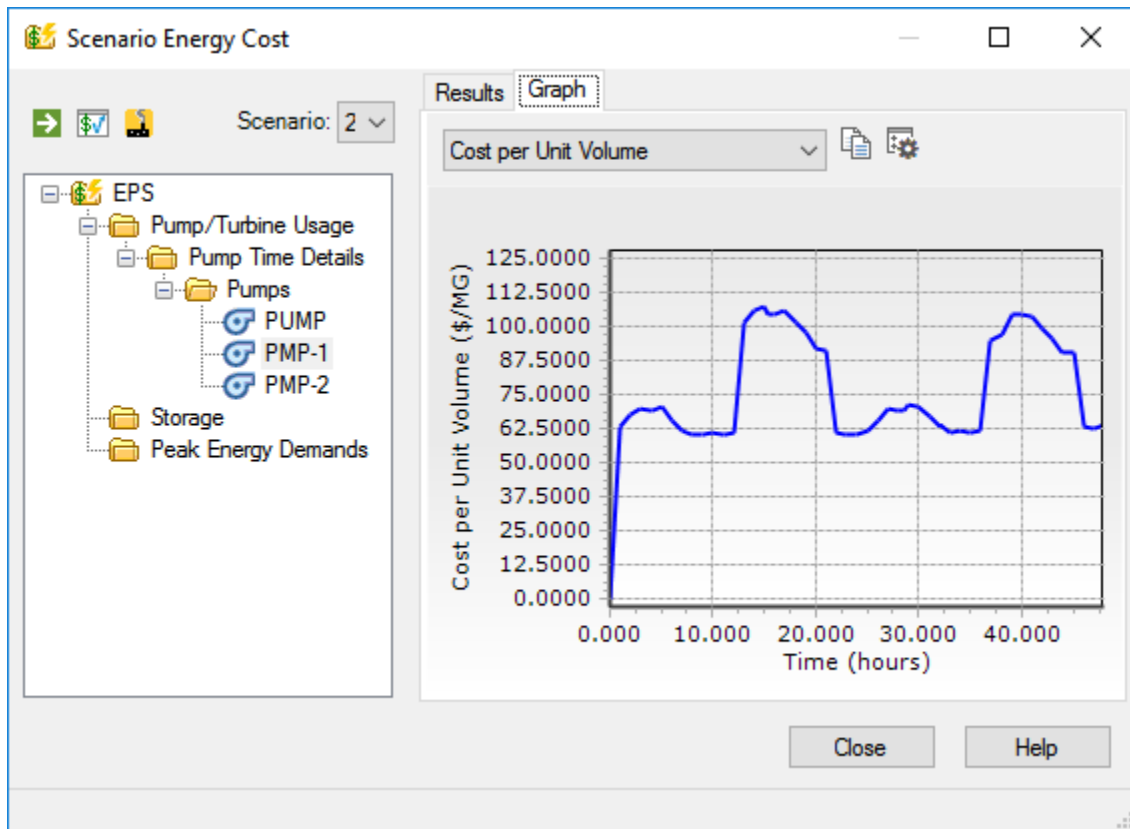 Scenario Energy Cost
Scenario: 2
EPS
Pump/Turbine Usage
Pump Time Details
Pumps
PUMP
PMP-1
PMP-2
Storage
Peak Energy Demands
Results Graph
Cost per Unit Volume
Cost per Unit Volume ($/MG)
125.0000
112.5000
100.0000
87.5000
75.0000
62.5000
50.0000
37.5000
25.0000
12.5000
0.0000
0.000 10.000 20.000 30.000 40.000
Time (hours)
Close Help